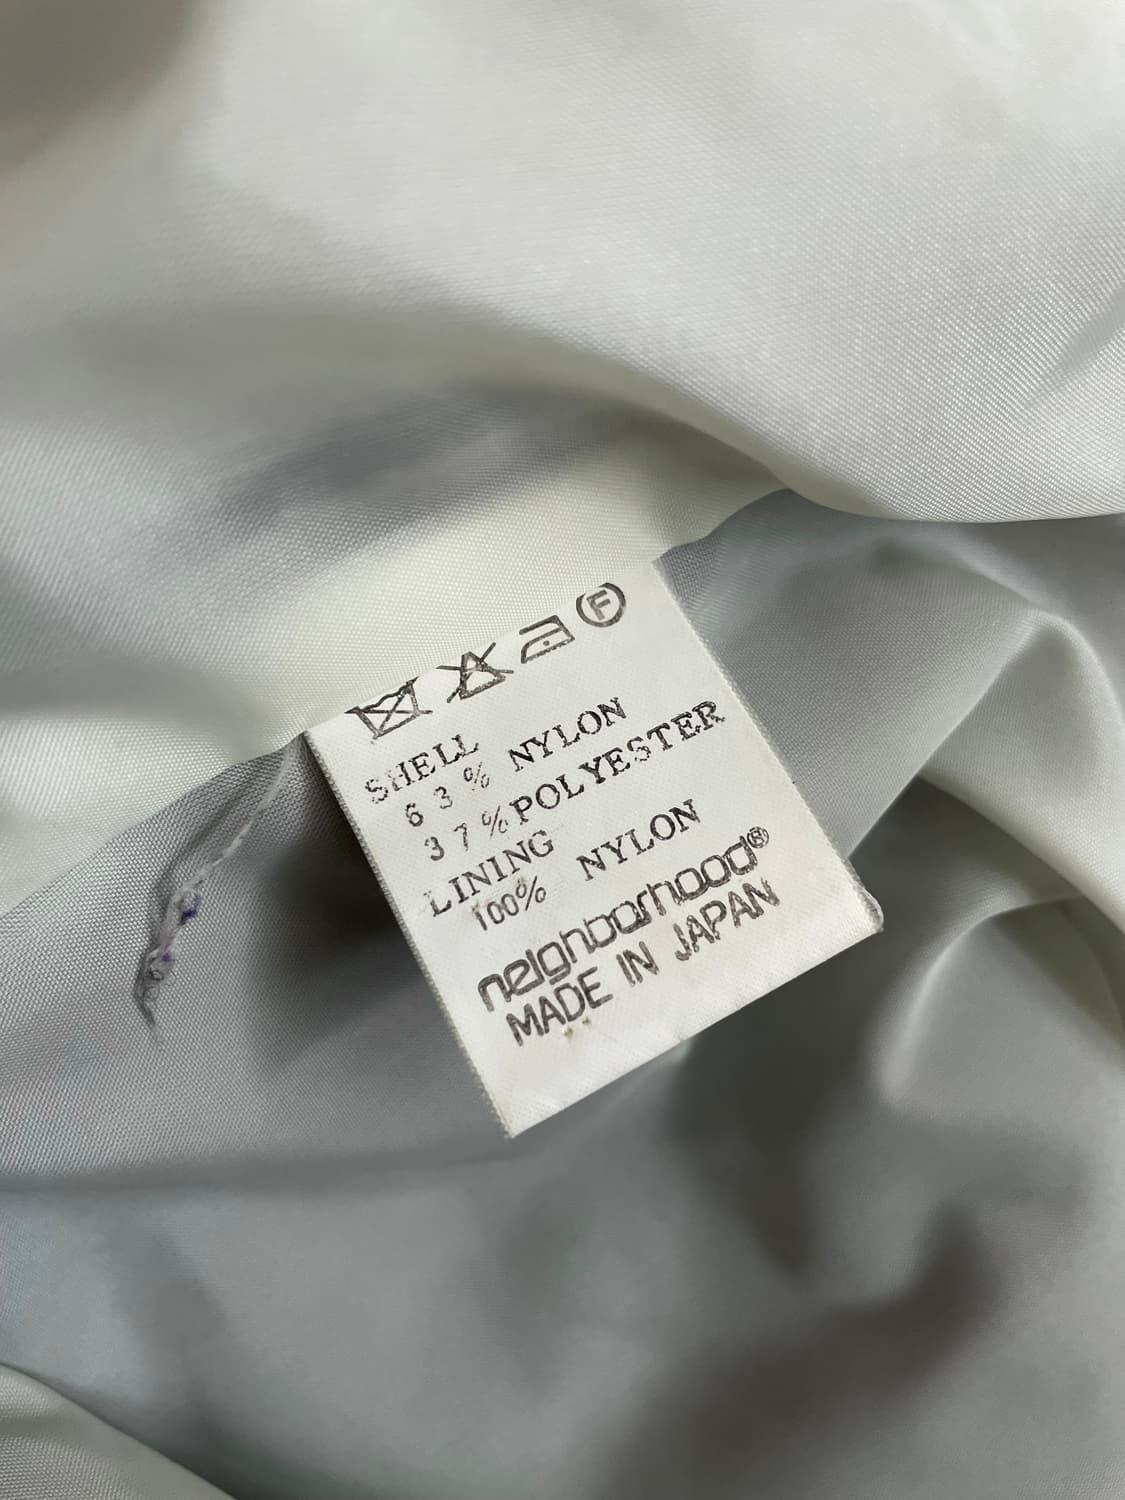 F
SHELL
63% NYLON
37% POLYESTER
LINING
100% NYLON
neighborhood®
MADE IN JAPAN